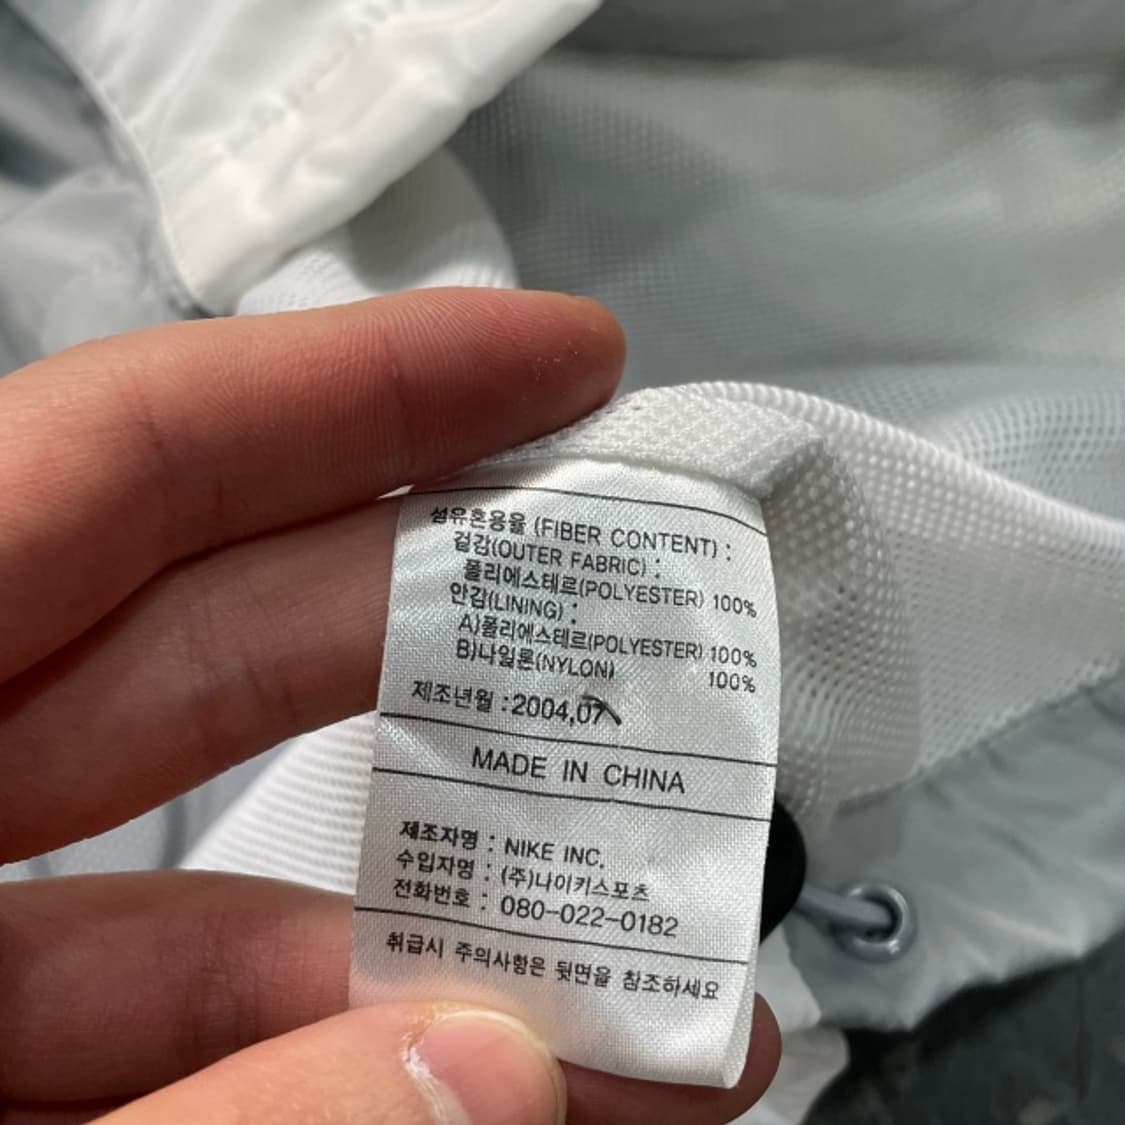 섬유혼용율 (FIBER CONTENT) :
겉감(OUTER FABRIC) :
폴리에스테르(POLYESTER) 100%
안감(LINING) :
A)폴리에스테르(POLYESTER) 100%
B)나일론(NYLON) 100%
제조년월 : 2004,07
MADE IN CHINA
제조자명 : NIKE INC.
수입자명 : (주)나이키스포츠
전화번호 : 080-022-0182
취급시 주의사항은 뒷면을 참조하세요